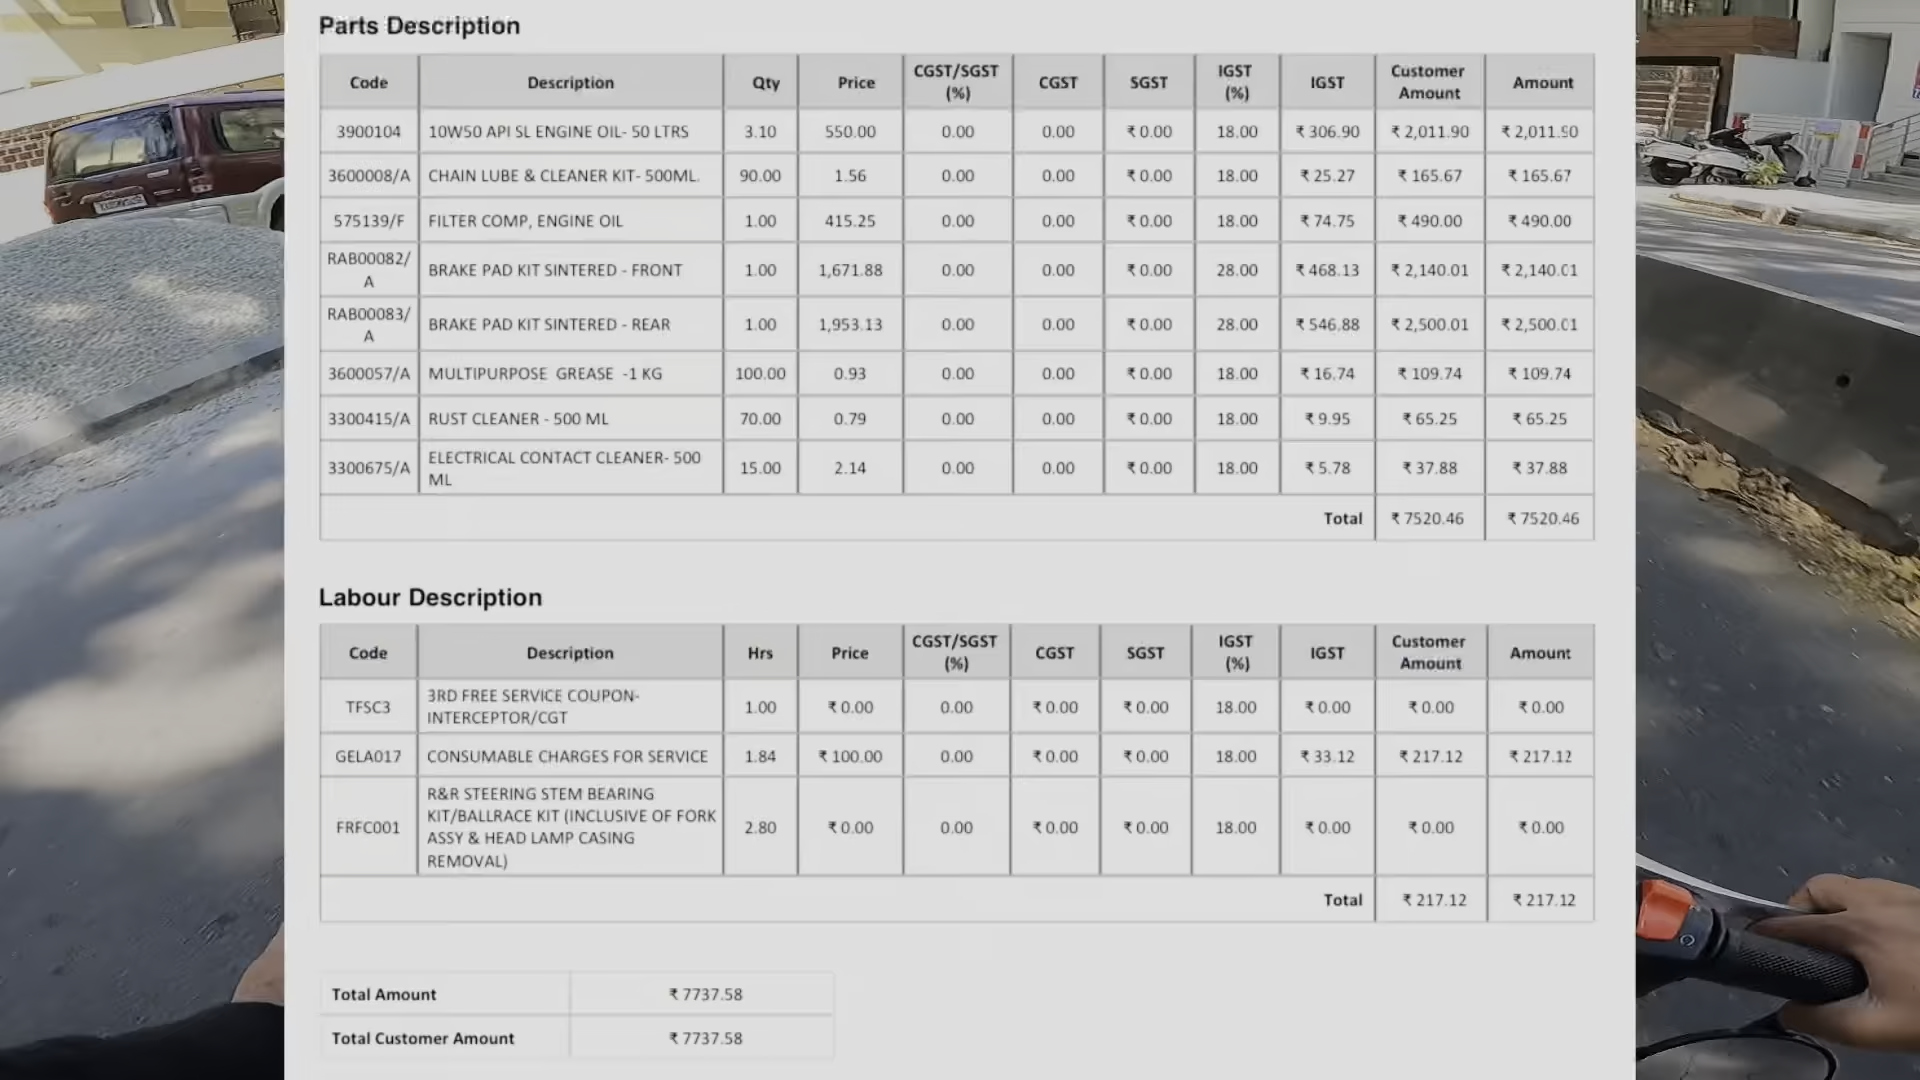 Parts Description
Code Description Qty Price CGST/SGST (%) CGST SGST IGST (%) IGST Customer Amount Amount
3900104 10W50 API SL ENGINE OIL- 50 LTRS 3.10 550.00 0.00 0.00 ₹ 0.00 18.00 ₹ 306.90 ₹ 2,011.90 ₹ 2,011.90
3600008/A CHAIN LUBE & CLEANER KIT- 500ML. 90.00 1.56 0.00 0.00 ₹ 0.00 18.00 ₹ 25.27 ₹ 165.67 ₹ 165.67
575139/F FILTER COMP, ENGINE OIL 1.00 415.25 0.00 0.00 ₹ 0.00 18.00 ₹ 74.75 ₹ 490.00 ₹ 490.00
RAB00082/A BRAKE PAD KIT SINTERED - FRONT 1.00 1,671.88 0.00 0.00 ₹ 0.00 28.00 ₹ 468.13 ₹ 2,140.01 ₹ 2,140.01
RAB00083/A BRAKE PAD KIT SINTERED - REAR 1.00 1,953.13 0.00 0.00 ₹ 0.00 28.00 ₹ 546.88 ₹ 2,500.01 ₹ 2,500.01
3600057/A MULTIPURPOSE GREASE -1 KG 100.00 0.93 0.00 0.00 ₹ 0.00 18.00 ₹ 16.74 ₹ 109.74 ₹ 109.74
3300415/A RUST CLEANER - 500 ML 70.00 0.79 0.00 0.00 ₹ 0.00 18.00 ₹ 9.95 ₹ 65.25 ₹ 65.25
3300675/A ELECTRICAL CONTACT CLEANER- 500 ML 15.00 2.14 0.00 0.00 ₹ 0.00 18.00 ₹ 5.78 ₹ 37.88 ₹ 37.88
Total ₹ 7520.46 ₹ 7520.46
Labour Description
Code Description Hrs Price CGST/SGST (%) CGST SGST IGST (%) IGST Customer Amount Amount
TFSC3 3RD FREE SERVICE COUPON-INTERCEPTOR/CGT 1.00 ₹ 0.00 0.00 ₹ 0.00 ₹ 0.00 18.00 ₹ 0.00 ₹ 0.00 ₹ 0.00
GELA017 CONSUMABLE CHARGES FOR SERVICE 1.84 ₹ 100.00 0.00 ₹ 0.00 ₹ 0.00 18.00 ₹ 33.12 ₹ 217.12 ₹ 217.12
FRFC001 R&R STEERING STEM BEARING KIT/BALLRACE KIT (INCLUSIVE OF FORK ASSY & HEAD LAMP CASING REMOVAL) 2.80 ₹ 0.00 0.00 ₹ 0.00 ₹ 0.00 18.00 ₹ 0.00 ₹ 0.00 ₹ 0.00
Total ₹ 217.12 ₹ 217.12
Total Amount ₹ 7737.58
Total Customer Amount ₹ 7737.58